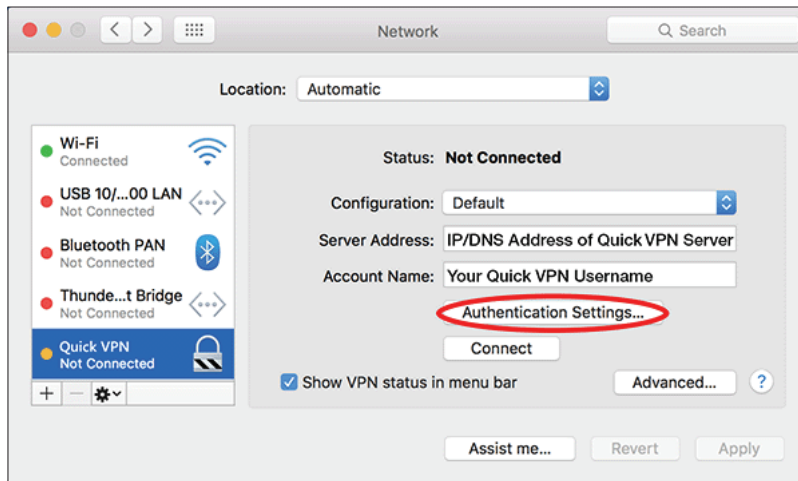 Network
Search
Location: Automatic
Wi-Fi
Connected
USB 10/...00 LAN
Not Connected
Bluetooth PAN
Not Connected
Thunde...t Bridge
Not Connected
Quick VPN
Not Connected
Status: Not Connected
Configuration: Default
Server Address: IP/DNS Address of Quick VPN Server
Account Name: Your Quick VPN Username
Authentication Settings...
Connect
Show VPN status in menu bar
Advanced... ?
Assist me... Revert Apply